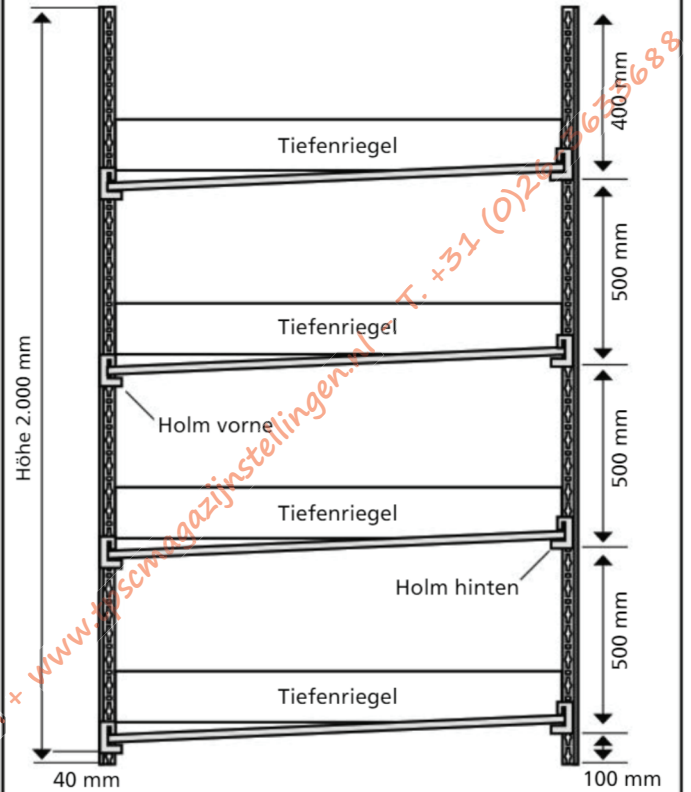 400 mm
Tiefenriegel
500 mm
Tiefenriegel
Höhe 2.000 mm
Holm vorne
500 mm
Tiefenriegel
Holm hinten
500 mm
Tiefenriegel
40 mm
100 mm
+ www.tpscmagazijnstellingen.nl - T. +31 (0)26
3633688